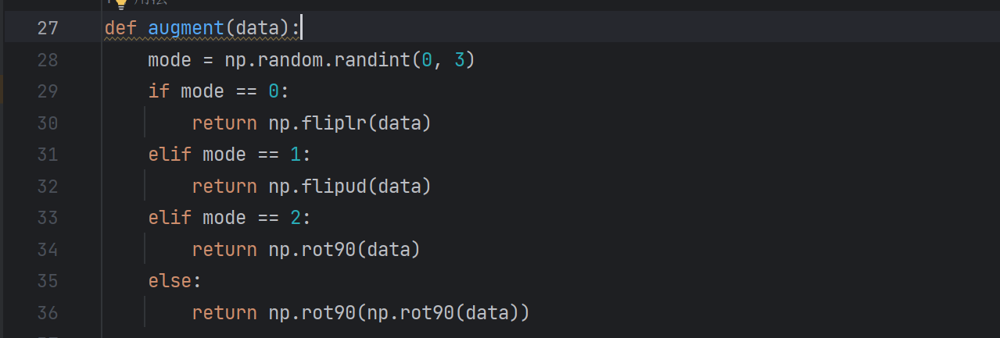 27 def augment(data):
28 mode = np.random.randint(0, 3)
29 if mode == 0:
30 return np.fliplr(data)
31 elif mode == 1:
32 return np.flipud(data)
33 elif mode == 2:
34 return np.rot90(data)
35 else:
36 return np.rot90(np.rot90(data))